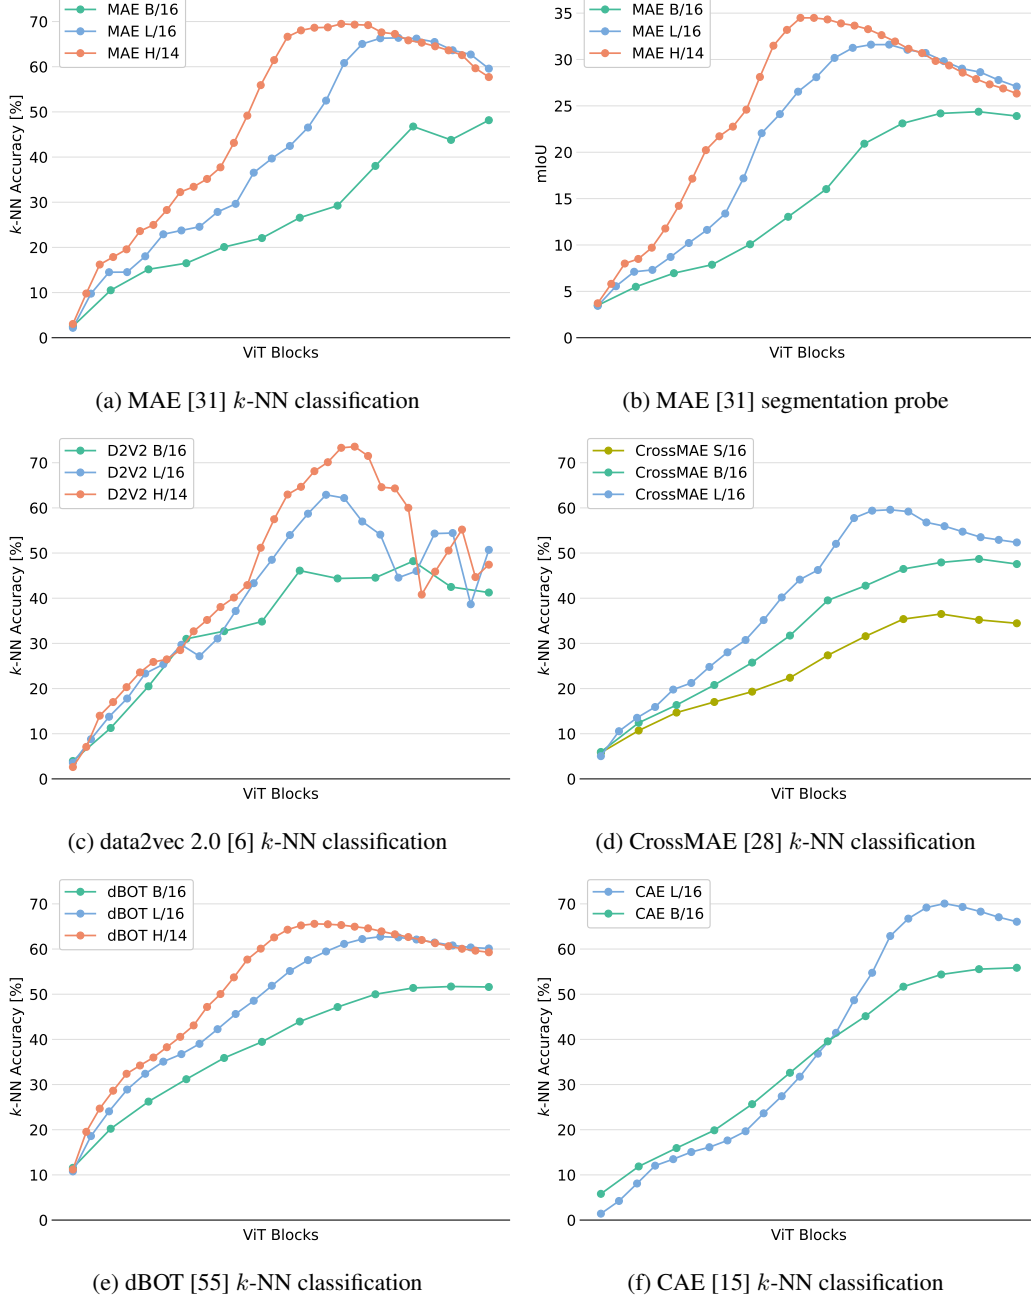 MAE B/16
MAE L/16
MAE H/14
70
60
50
40
30
20
10
0
k-NN Accuracy [%]
ViT Blocks
(a) MAE [31] k-NN classification
MAE B/16
MAE L/16
MAE H/14
35
30
25
20
15
10
5
0
mIoU
ViT Blocks
(b) MAE [31] segmentation probe
D2V2 B/16
D2V2 L/16
D2V2 H/14
70
60
50
40
30
20
10
0
k-NN Accuracy [%]
ViT Blocks
(c) data2vec 2.0 [6] k-NN classification
CrossMAE S/16
CrossMAE B/16
CrossMAE L/16
70
60
50
40
30
20
10
0
k-NN Accuracy [%]
ViT Blocks
(d) CrossMAE [28] k-NN classification
dBOT B/16
dBOT L/16
dBOT H/14
70
60
50
40
30
20
10
0
k-NN Accuracy [%]
ViT Blocks
(e) dBOT [55] k-NN classification
CAE L/16
CAE B/16
70
60
50
40
30
20
10
0
k-NN Accuracy [%]
ViT Blocks
(f) CAE [15] k-NN classification